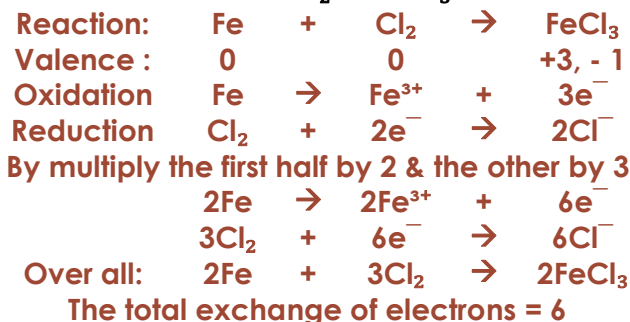 Reaction: Fe + Cl₂ → FeCl₃
Valence : 0 0 +3, - 1
Oxidation Fe → Fe³⁺ + 3e⁻
Reduction Cl₂ + 2e⁻ → 2Cl⁻
By multiply the first half by 2 & the other by 3
2Fe → 2Fe³⁺ + 6e⁻
3Cl₂ + 6e⁻ → 6Cl⁻
Over all: 2Fe + 3Cl₂ → 2FeCl₃
The total exchange of electrons = 6